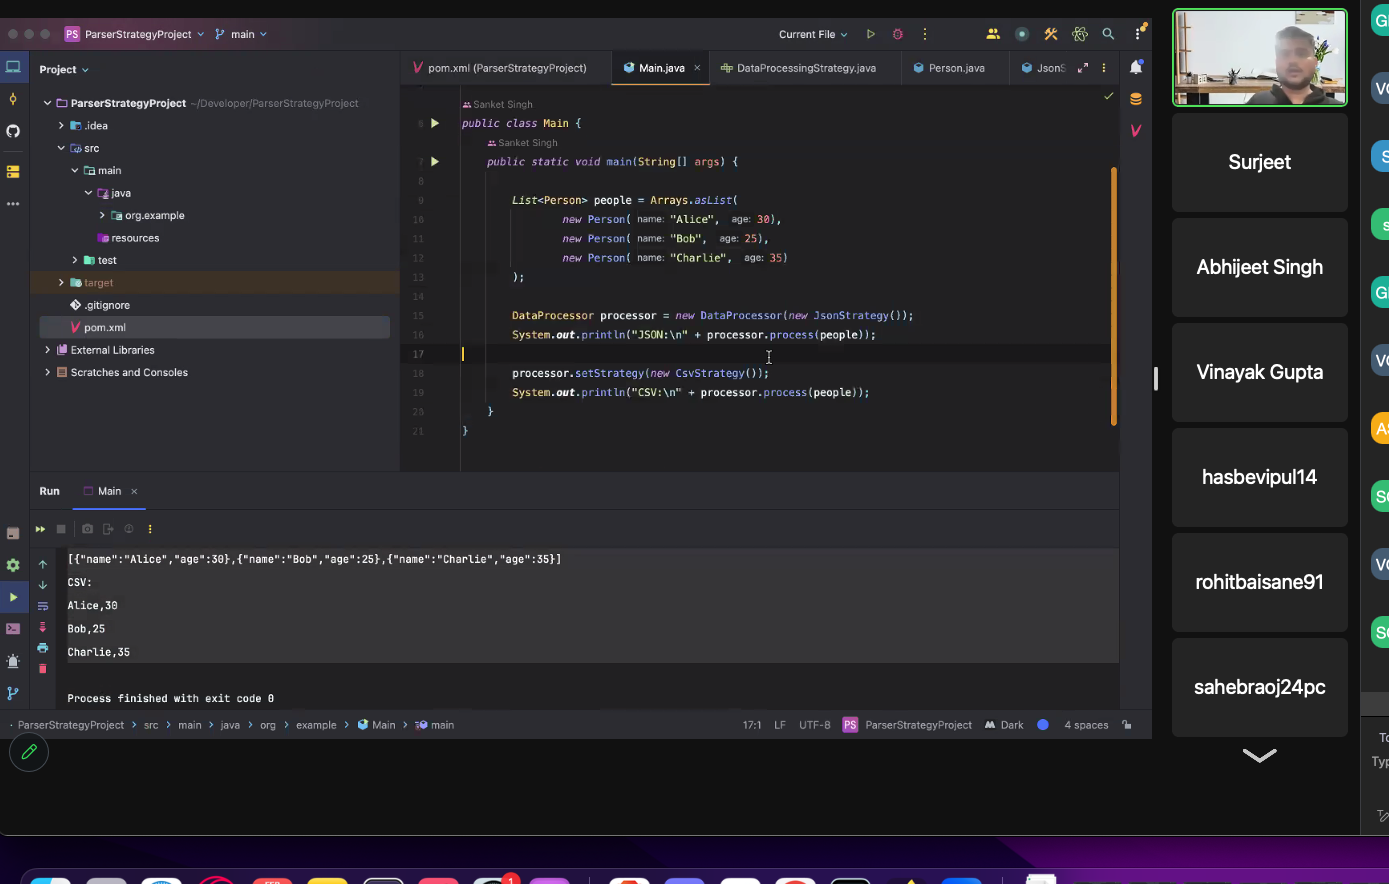 PS ParserStrategyProject
main
Current File
Project
pom.xml (ParserStrategyProject)
Main.java
DataProcessingStrategy.java
Person.java
JsonS
ParserStrategyProject ~/Developer/ParserStrategyProject
.idea
src
main
java
org.example
resources
test
target
.gitignore
pom.xml
External Libraries
Scratches and Consoles
Sanket Singh
6 public class Main {
Sanket Singh
7 public static void main(String[] args) {
8
9 List<Person> people = Arrays.asList(
10 new Person( name: "Alice", age: 30),
11 new Person( name: "Bob", age: 25),
12 new Person( name: "Charlie", age: 35)
13 );
14
15 DataProcessor processor = new DataProcessor(new JsonStrategy());
16 System.out.println("JSON:\n" + processor.process(people));
17
18 processor.setStrategy(new CsvStrategy());
19 System.out.println("CSV:\n" + processor.process(people));
20 }
21 }
Run
Main
[{"name":"Alice","age":30},{"name":"Bob","age":25},{"name":"Charlie","age":35}]
CSV:
Alice,30
Bob,25
Charlie,35
Process finished with exit code 0
ParserStrategyProject > src > main > java > org > example > Main > main
17:1
LF
UTF-8
PS ParserStrategyProject
Dark
4 spaces
Surjeet
Abhijeet Singh
Vinayak Gupta
hasbevipul14
rohitbaisane91
sahebraoj24pc
1